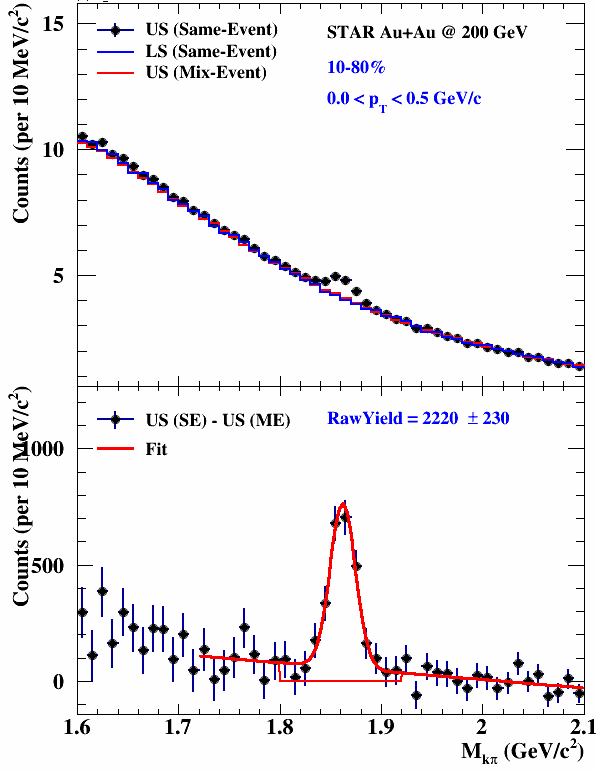 15
10
5
Counts (per 10 MeV/c²)
US (Same-Event)
LS (Same-Event)
US (Mix-Event)
STAR Au+Au @ 200 GeV
10-80%
0.0 < p_T < 0.5 GeV/c
1000
500
0
Counts (per 10 MeV/c²)
US (SE) - US (ME)
Fit
RawYield = 2220 ± 230
1.6 1.7 1.8 1.9 2 2.1
M_kπ (GeV/c²)